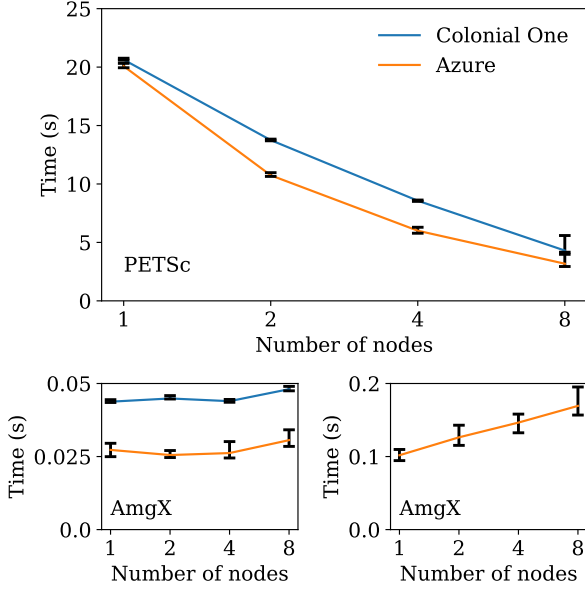 25
20
15
10
5
0
Time (s)
Colonial One
Azure
PETSc
1 2 4 8
Number of nodes
0.05
0.025
0.0
Time (s)
AmgX
1 2 4 8
Number of nodes
0.2
0.1
0.0
Time (s)
AmgX
1 2 4 8
Number of nodes